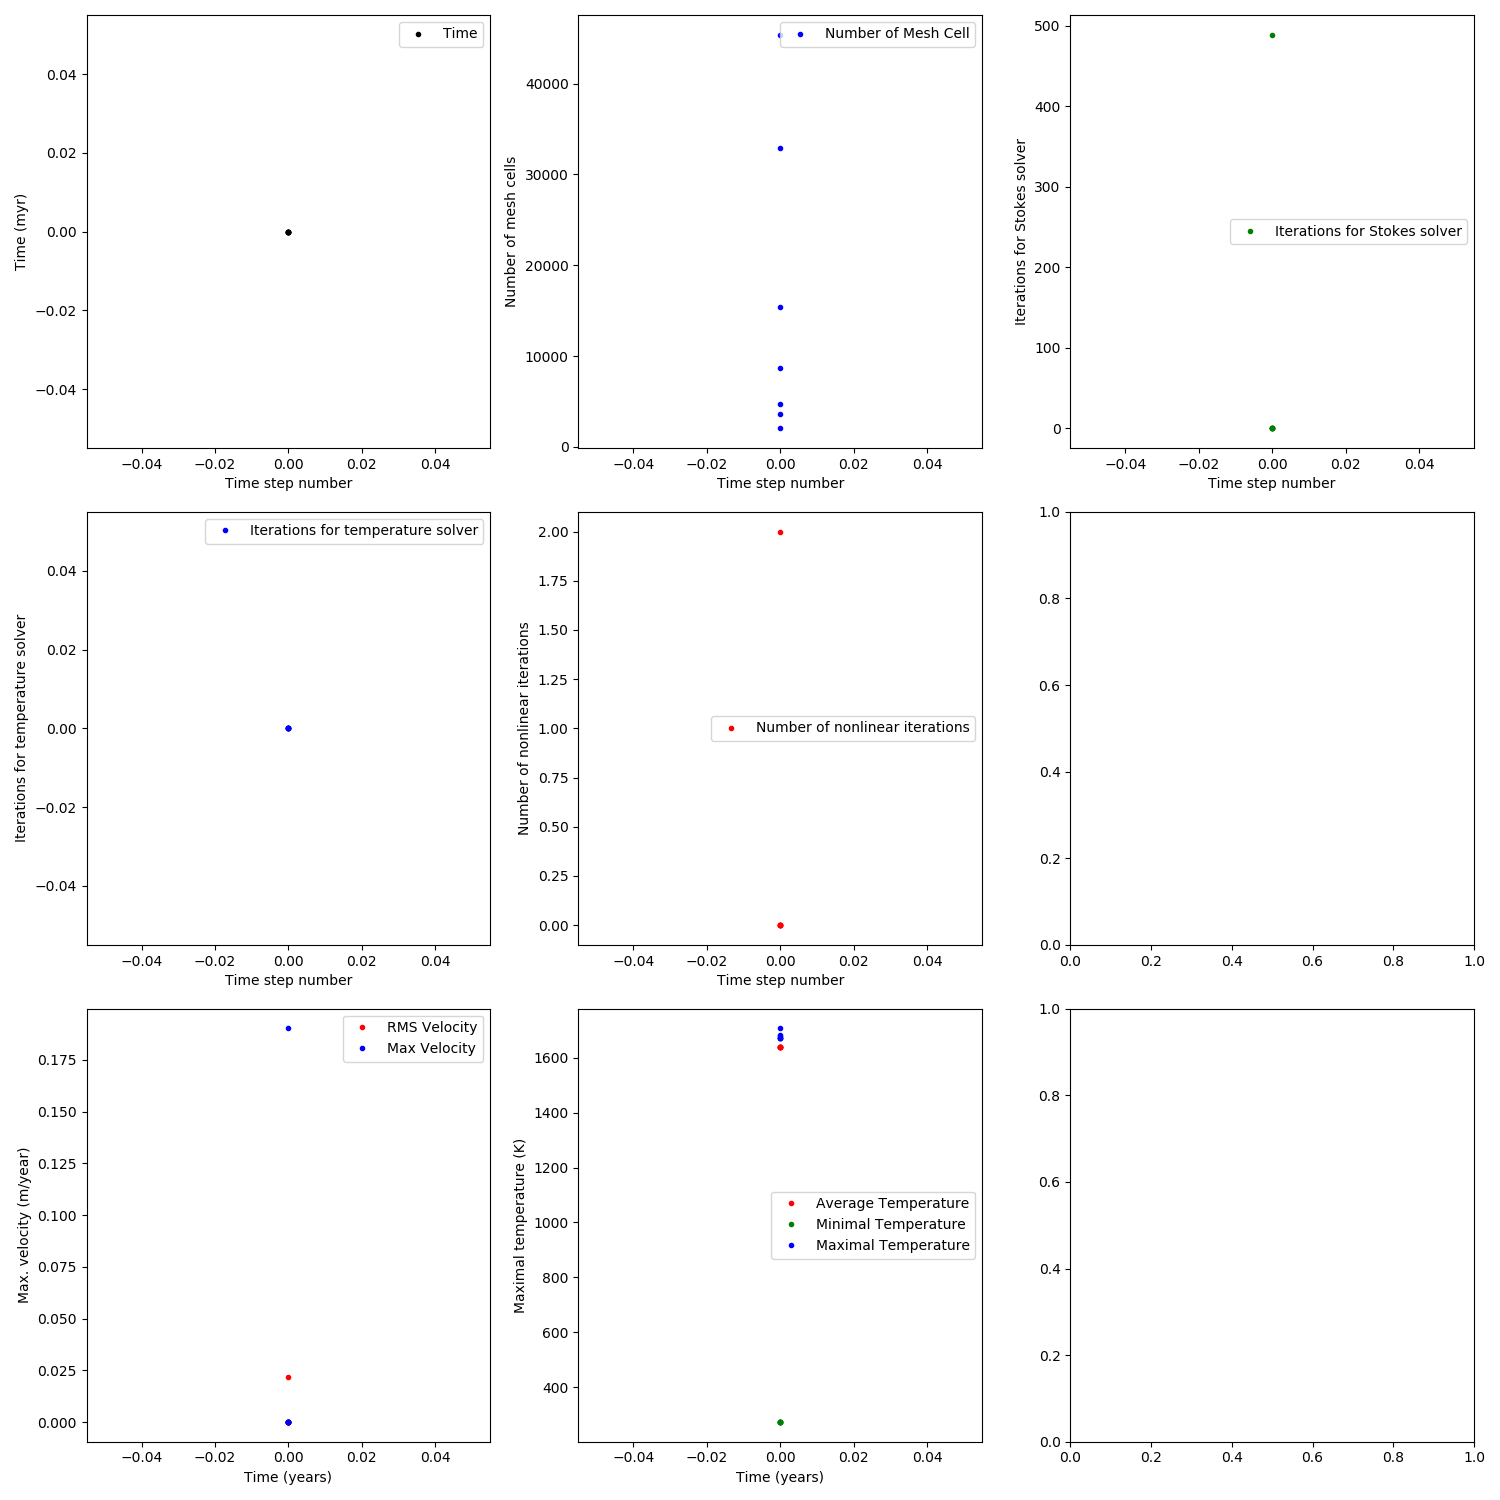 Time
0.04
0.02
0.00
−0.02
−0.04
Time (myr)
−0.04 −0.02 0.00 0.02 0.04
Time step number
Number of Mesh Cell
40000
30000
20000
10000
0
Number of mesh cells
−0.04 −0.02 0.00 0.02 0.04
Time step number
500
400
300
200
100
0
Iterations for Stokes solver
Iterations for Stokes solver
−0.04 −0.02 0.00 0.02 0.04
Time step number
Iterations for temperature solver
0.04
0.02
0.00
−0.02
−0.04
Iterations for temperature solver
−0.04 −0.02 0.00 0.02 0.04
Time step number
2.00
1.75
1.50
1.25
1.00
0.75
0.50
0.25
0.00
Number of nonlinear iterations
Number of nonlinear iterations
−0.04 −0.02 0.00 0.02 0.04
Time step number
1.0
0.8
0.6
0.4
0.2
0.0
0.0 0.2 0.4 0.6 0.8 1.0
RMS Velocity
Max Velocity
0.175
0.150
0.125
0.100
0.075
0.050
0.025
0.000
Max. velocity (m/year)
−0.04 −0.02 0.00 0.02 0.04
Time (years)
1600
1400
1200
1000
800
600
400
Maximal temperature (K)
Average Temperature
Minimal Temperature
Maximal Temperature
−0.04 −0.02 0.00 0.02 0.04
Time (years)
1.0
0.8
0.6
0.4
0.2
0.0
0.0 0.2 0.4 0.6 0.8 1.0